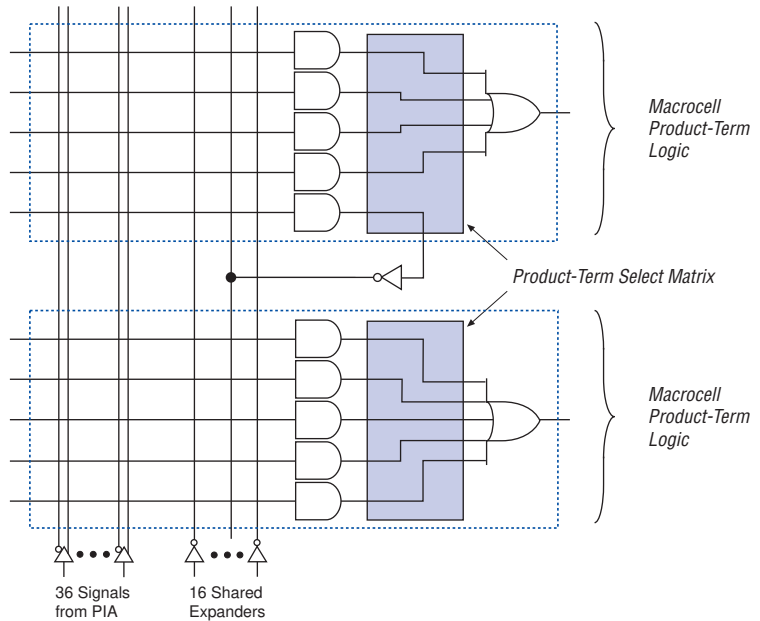 Macrocell
Product-Term
Logic
Product-Term Select Matrix
Macrocell
Product-Term
Logic
36 Signals
from PIA
16 Shared
Expanders